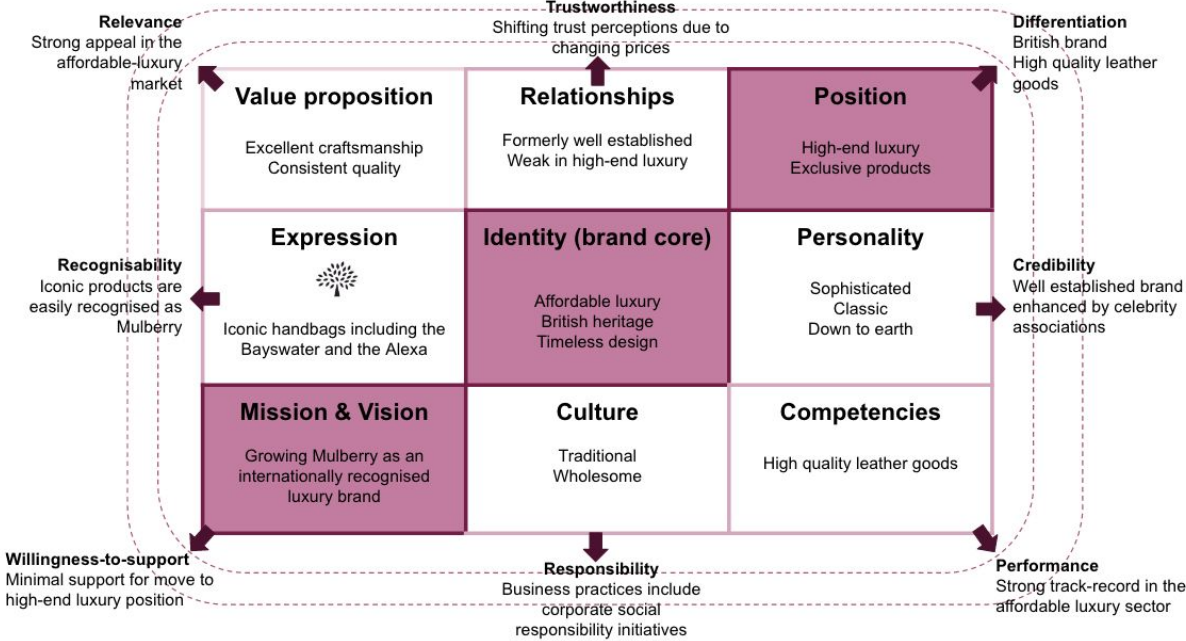 Relevance
Strong appeal in the
affordable-luxury
market
Trustworthiness
Shifting trust perceptions due to
changing prices
Differentiation
British brand
High quality leather
goods
Value proposition
Excellent craftsmanship
Consistent quality
Relationships
Formerly well established
Weak in high-end luxury
Position
High-end luxury
Exclusive products
Recognisability
Iconic products are
easily recognised as
Mulberry
Expression
Iconic handbags including the
Bayswater and the Alexa
Identity (brand core)
Affordable luxury
British heritage
Timeless design
Personality
Sophisticated
Classic
Down to earth
Credibility
Well established brand
enhanced by celebrity
associations
Mission & Vision
Growing Mulberry as an
internationally recognised
luxury brand
Culture
Traditional
Wholesome
Competencies
High quality leather goods
Willingness-to-support
Minimal support for move to
high-end luxury position
Responsibility
Business practices include
corporate social
responsibility initiatives
Performance
Strong track-record in the
affordable luxury sector